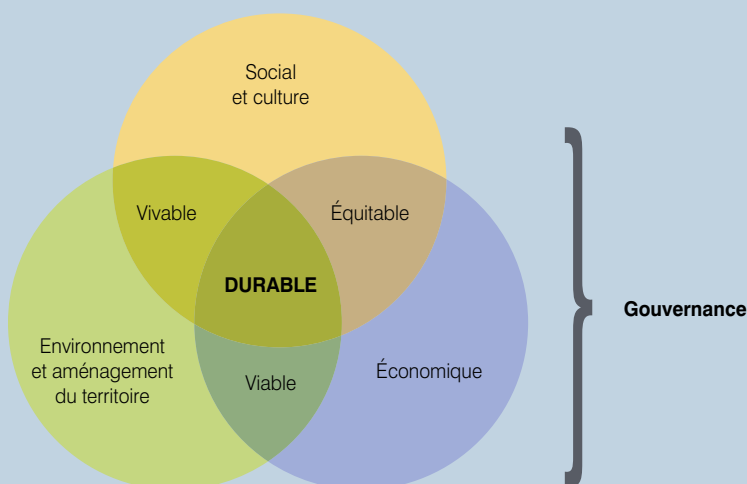 Social
et culture
Vivable
Équitable
DURABLE
Gouvernance
Environnement
et aménagement
du territoire
Viable
Économique